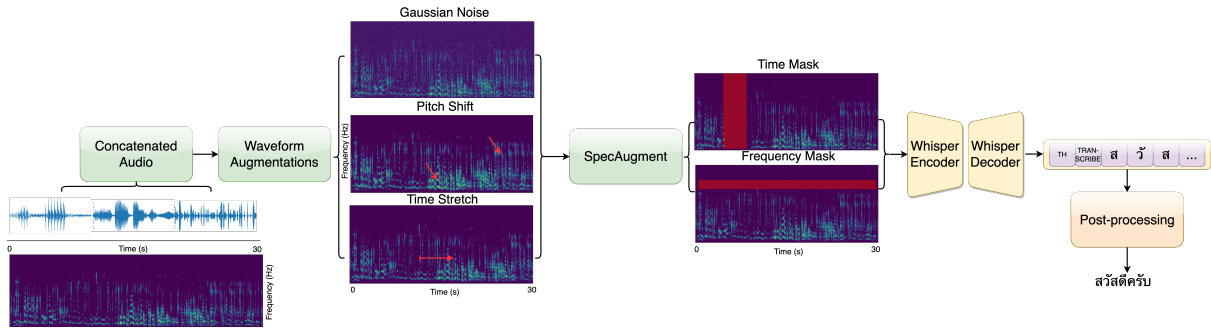 Concatenated
Audio
0
Time (s)
30
Frequency (Hz)
Waveform
Augmentations
Gaussian Noise
Pitch Shift
Frequency (Hz)
Time Stretch
0
Time (s)
30
SpecAugment
Time Mask
Frequency Mask
0
Time (s)
30
Whisper
Encoder
Whisper
Decoder
TH
TRAN-
SCRIBE
ส
วั
ส
...
Post-processing
สวัสดีครับ